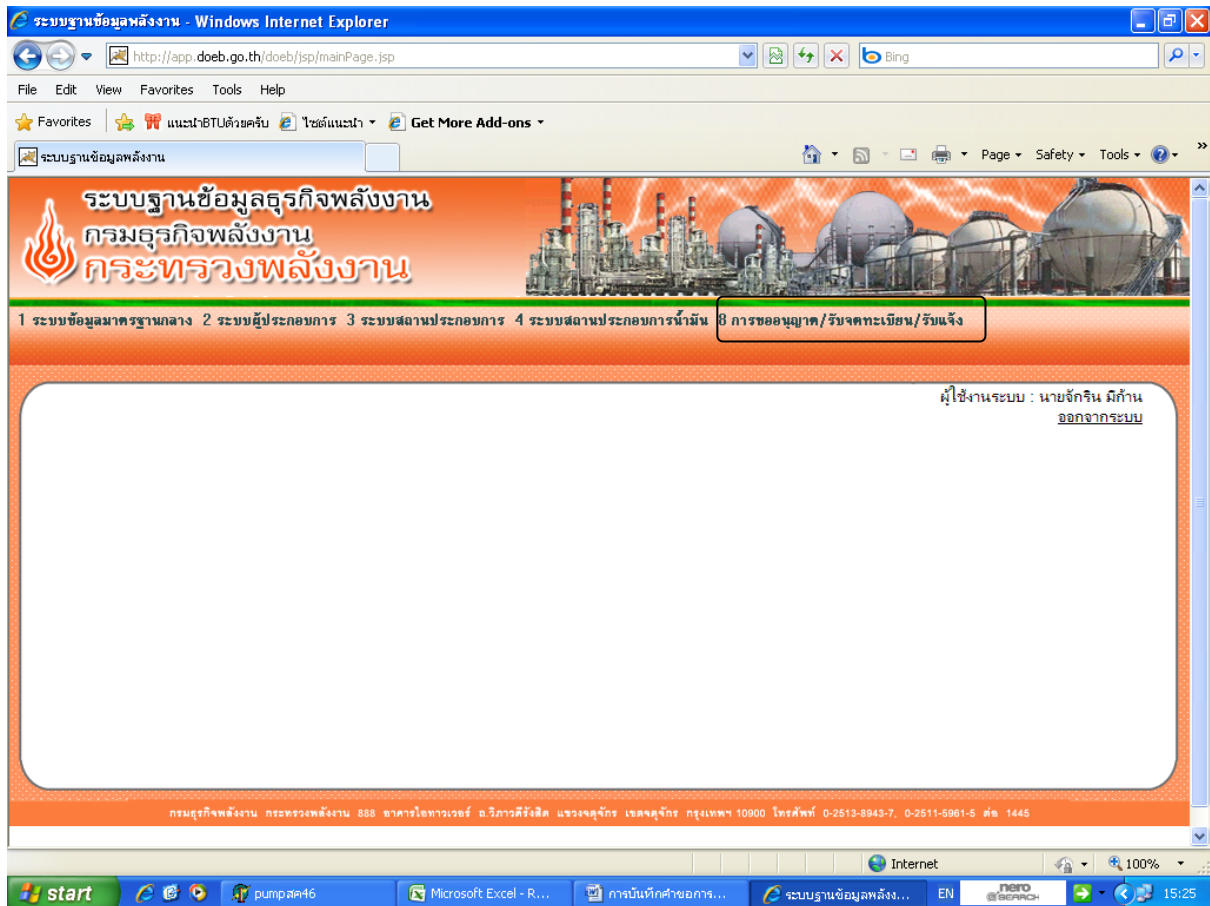 ระบบฐานข้อมูลพลังงาน - Windows Internet Explorer
http://app.doeb.go.th/doeb/jsp/mainPage.jsp
Bing
File Edit View Favorites Tools Help
Favorites แนะนำBTUด้วยครับ ไซต์แนะนำ Get More Add-ons
ระบบฐานข้อมูลพลังงาน
Page Safety Tools
ระบบฐานข้อมูลธุรกิจพลังงาน
กรมธุรกิจพลังงาน
กระทรวงพลังงาน
1 ระบบข้อมูลมาตรฐานกลาง 2 ระบบผู้ประกอบการ 3 ระบบสถานประกอบการ 4 ระบบสถานประกอบการน้ำมัน 8 การขออนุญาต/รับจดทะเบียน/รับแจ้ง
ผู้ใช้งานระบบ : นายจักริน มีก้าน
ออกจากระบบ
กรมธุรกิจพลังงาน กระทรวงพลังงาน 888 อาคารไอทาวเวอร์ ถ.วิภาวดีรังสิต แขวงจตุจักร เขตจตุจักร กรุงเทพฯ 10900 โทรศัพท์ 0-2513-8943-7, 0-2511-5961-5 ต่อ 1445
Internet 100%
start pumpสค46 Microsoft Excel - R... การบันทึกคำขอการ... ระบบฐานข้อมูลพลัง... EN nero SEARCH 15:25